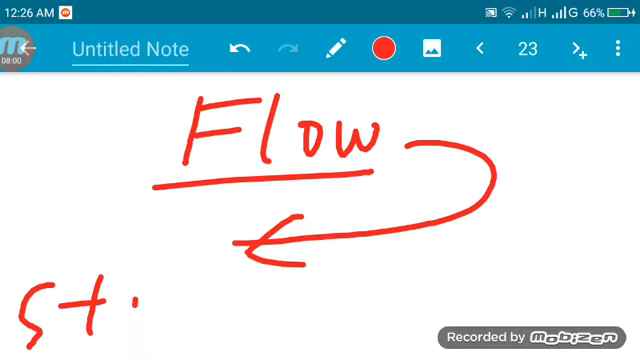 12:26 AM H G 66%
08:00 Untitled Note 23
Flow
St
Recorded by mobizen